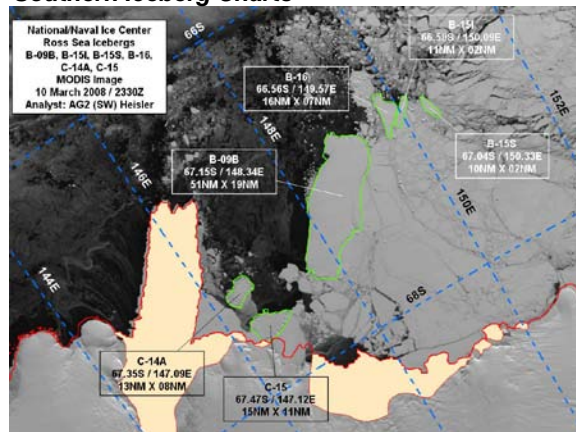 Southern Iceberg Charts
National/Naval Ice Center
Ross Sea Icebergs
B-09B, B-15I, B-15S, B-16,
C-14A, C-15
MODIS Image
10 March 2008 / 2330Z
Analyst: AG2 (SW) Heisler
66S
B-15I
66.58S / 150.09E
11NM X 02NM
B-16
66.56S / 149.57E
16NM X 07NM
152E
148E
B-15S
67.04S / 150.33E
10NM X 02NM
B-09B
67.15S / 148.34E
51NM X 19NM
146E
150E
144E
68S
C-14A
67.35S / 147.09E
13NM X 08NM
C-15
67.47S / 147.12E
15NM X 11NM